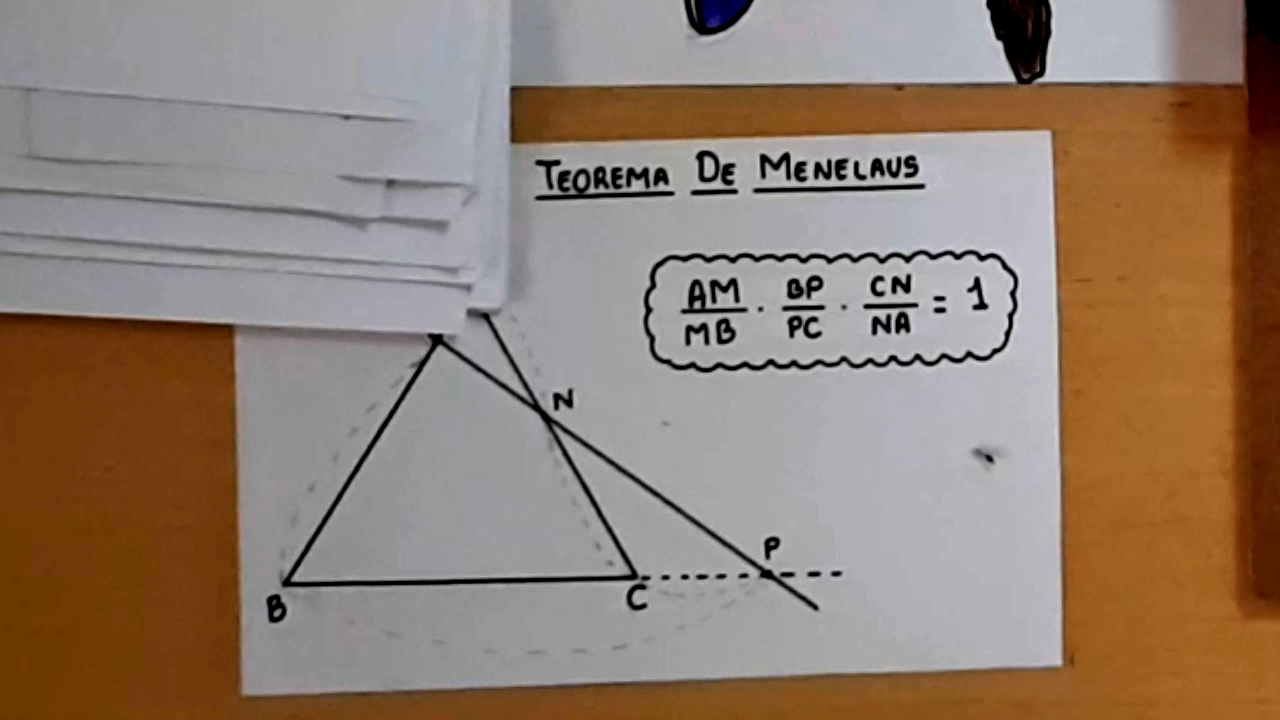 TEOREMA DE MENELAUS
AM/MB . BP/PC . CN/NA = 1
N
P
B
C